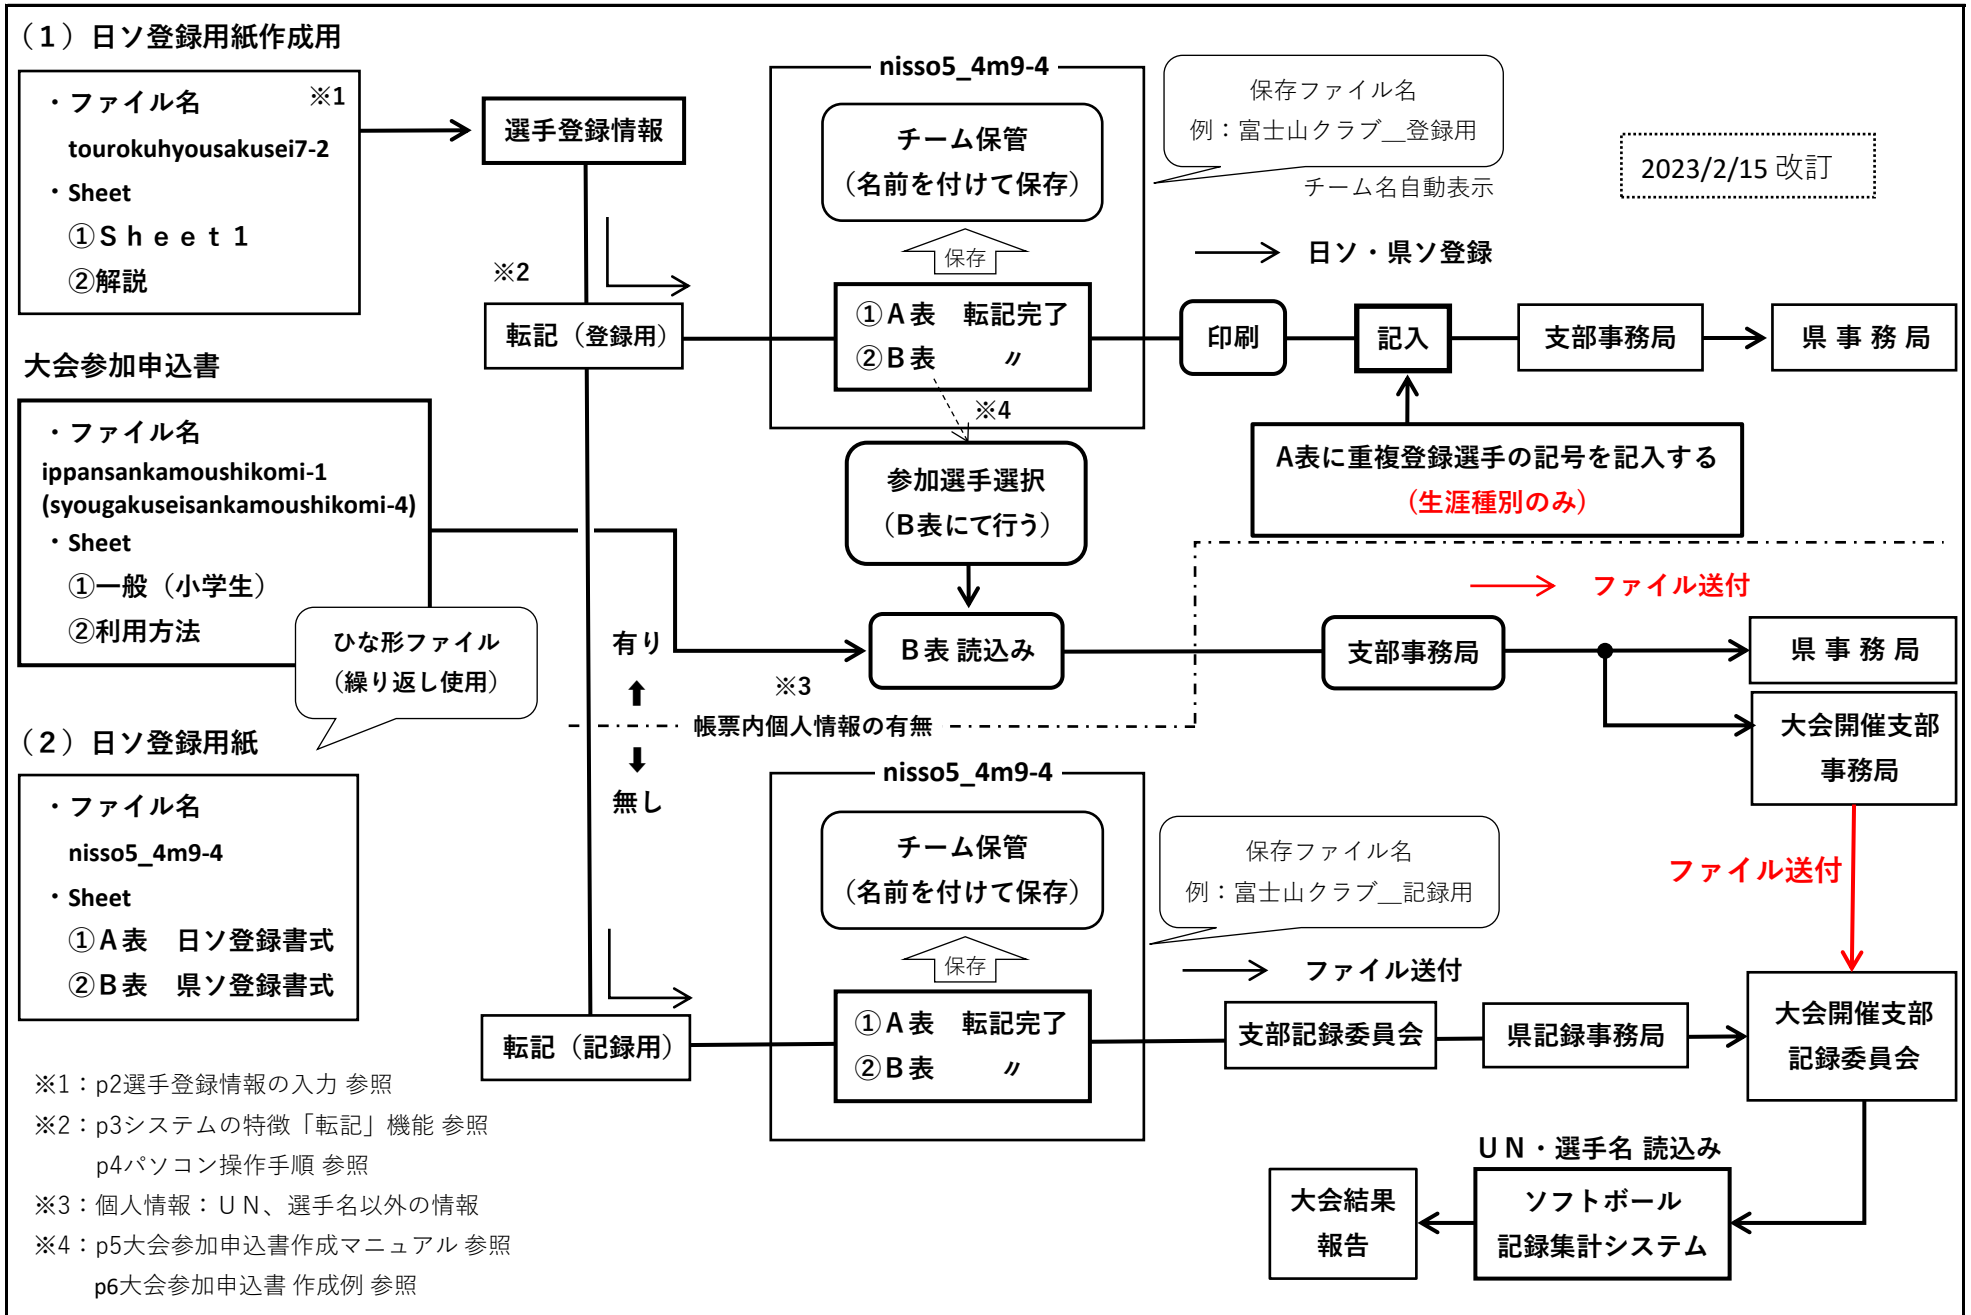 （１）日ソ登録用紙作成用
・ファイル名　※1
tourokuhyousakusei7-2
・Sheet
①Ｓｈｅｅｔ１
②解説
選手登録情報
nisso5_4m9-4
チーム保管
（名前を付けて保存）
保存
①Ａ表　転記完了
②Ｂ表　〃
保存ファイル名
例：富士山クラブ__登録用
チーム名自動表示
2023/2/15 改訂
日ソ・県ソ登録
※2
転記（登録用）
印刷
記入
支部事務局
県 事 務 局
※4
A表に重複登録選手の記号を記入する
（生涯種別のみ）
大会参加申込書
・ファイル名
ippansankamoushikomi-1
(syougakuseisankamoushikomi-4)
・Sheet
①一般（小学生）
②利用方法
参加選手選択
（B表にて行う）
ファイル送付
ひな形ファイル
（繰り返し使用）
有り
Ｂ表 読込み
支部事務局
県 事 務 局
※3
帳票内個人情報の有無
無し
大会開催支部
事務局
ファイル送付
（２）日ソ登録用紙
・ファイル名
nisso5_4m9-4
・Sheet
①Ａ表　日ソ登録書式
②Ｂ表　県ソ登録書式
nisso5_4m9-4
チーム保管
（名前を付けて保存）
保存
①Ａ表　転記完了
②Ｂ表　〃
保存ファイル名
例：富士山クラブ__記録用
ファイル送付
転記（記録用）
支部記録委員会
県記録事務局
大会開催支部
記録委員会
ＵＮ・選手名 読込み
ソフトボール
記録集計システム
大会結果
報告
※1：p2選手登録情報の入力 参照
※2：p3システムの特徴「転記」機能 参照
p4パソコン操作手順 参照
※3：個人情報：ＵＮ、選手名以外の情報
※4：p5大会参加申込書作成マニュアル 参照
p6大会参加申込書 作成例 参照